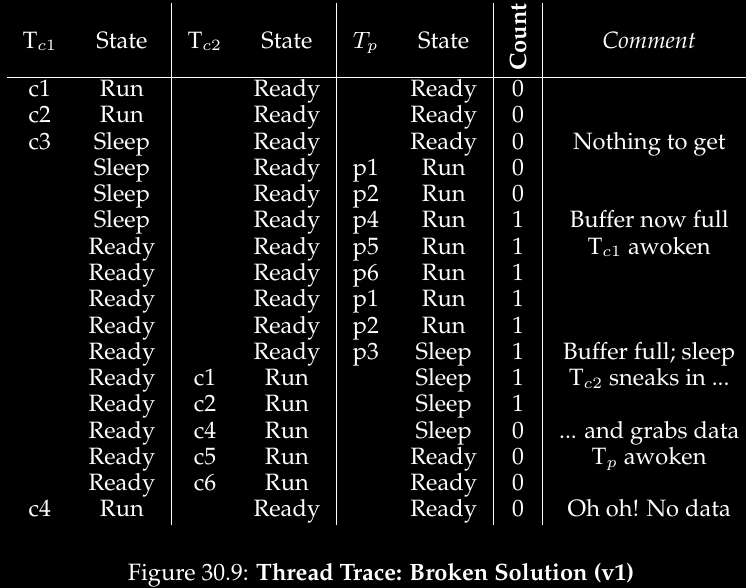 T_{c1} State T_{c2} State T_p State Count Comment
c1 Run Ready Ready 0
c2 Run Ready Ready 0
c3 Sleep Ready Ready 0 Nothing to get
Sleep Ready p1 Run 0
Sleep Ready p2 Run 0
Sleep Ready p4 Run 1 Buffer now full
Ready Ready p5 Run 1 T_{c1} awoken
Ready Ready p6 Run 1
Ready Ready p1 Run 1
Ready Ready p2 Run 1
Ready Ready p3 Sleep 1 Buffer full; sleep
Ready c1 Run Sleep 1 T_{c2} sneaks in ...
Ready c2 Run Sleep 1
Ready c4 Run Sleep 0 ... and grabs data
Ready c5 Run Ready 0 T_p awoken
Ready c6 Run Ready 0
c4 Run Ready Ready 0 Oh oh! No data
Figure 30.9: Thread Trace: Broken Solution (v1)